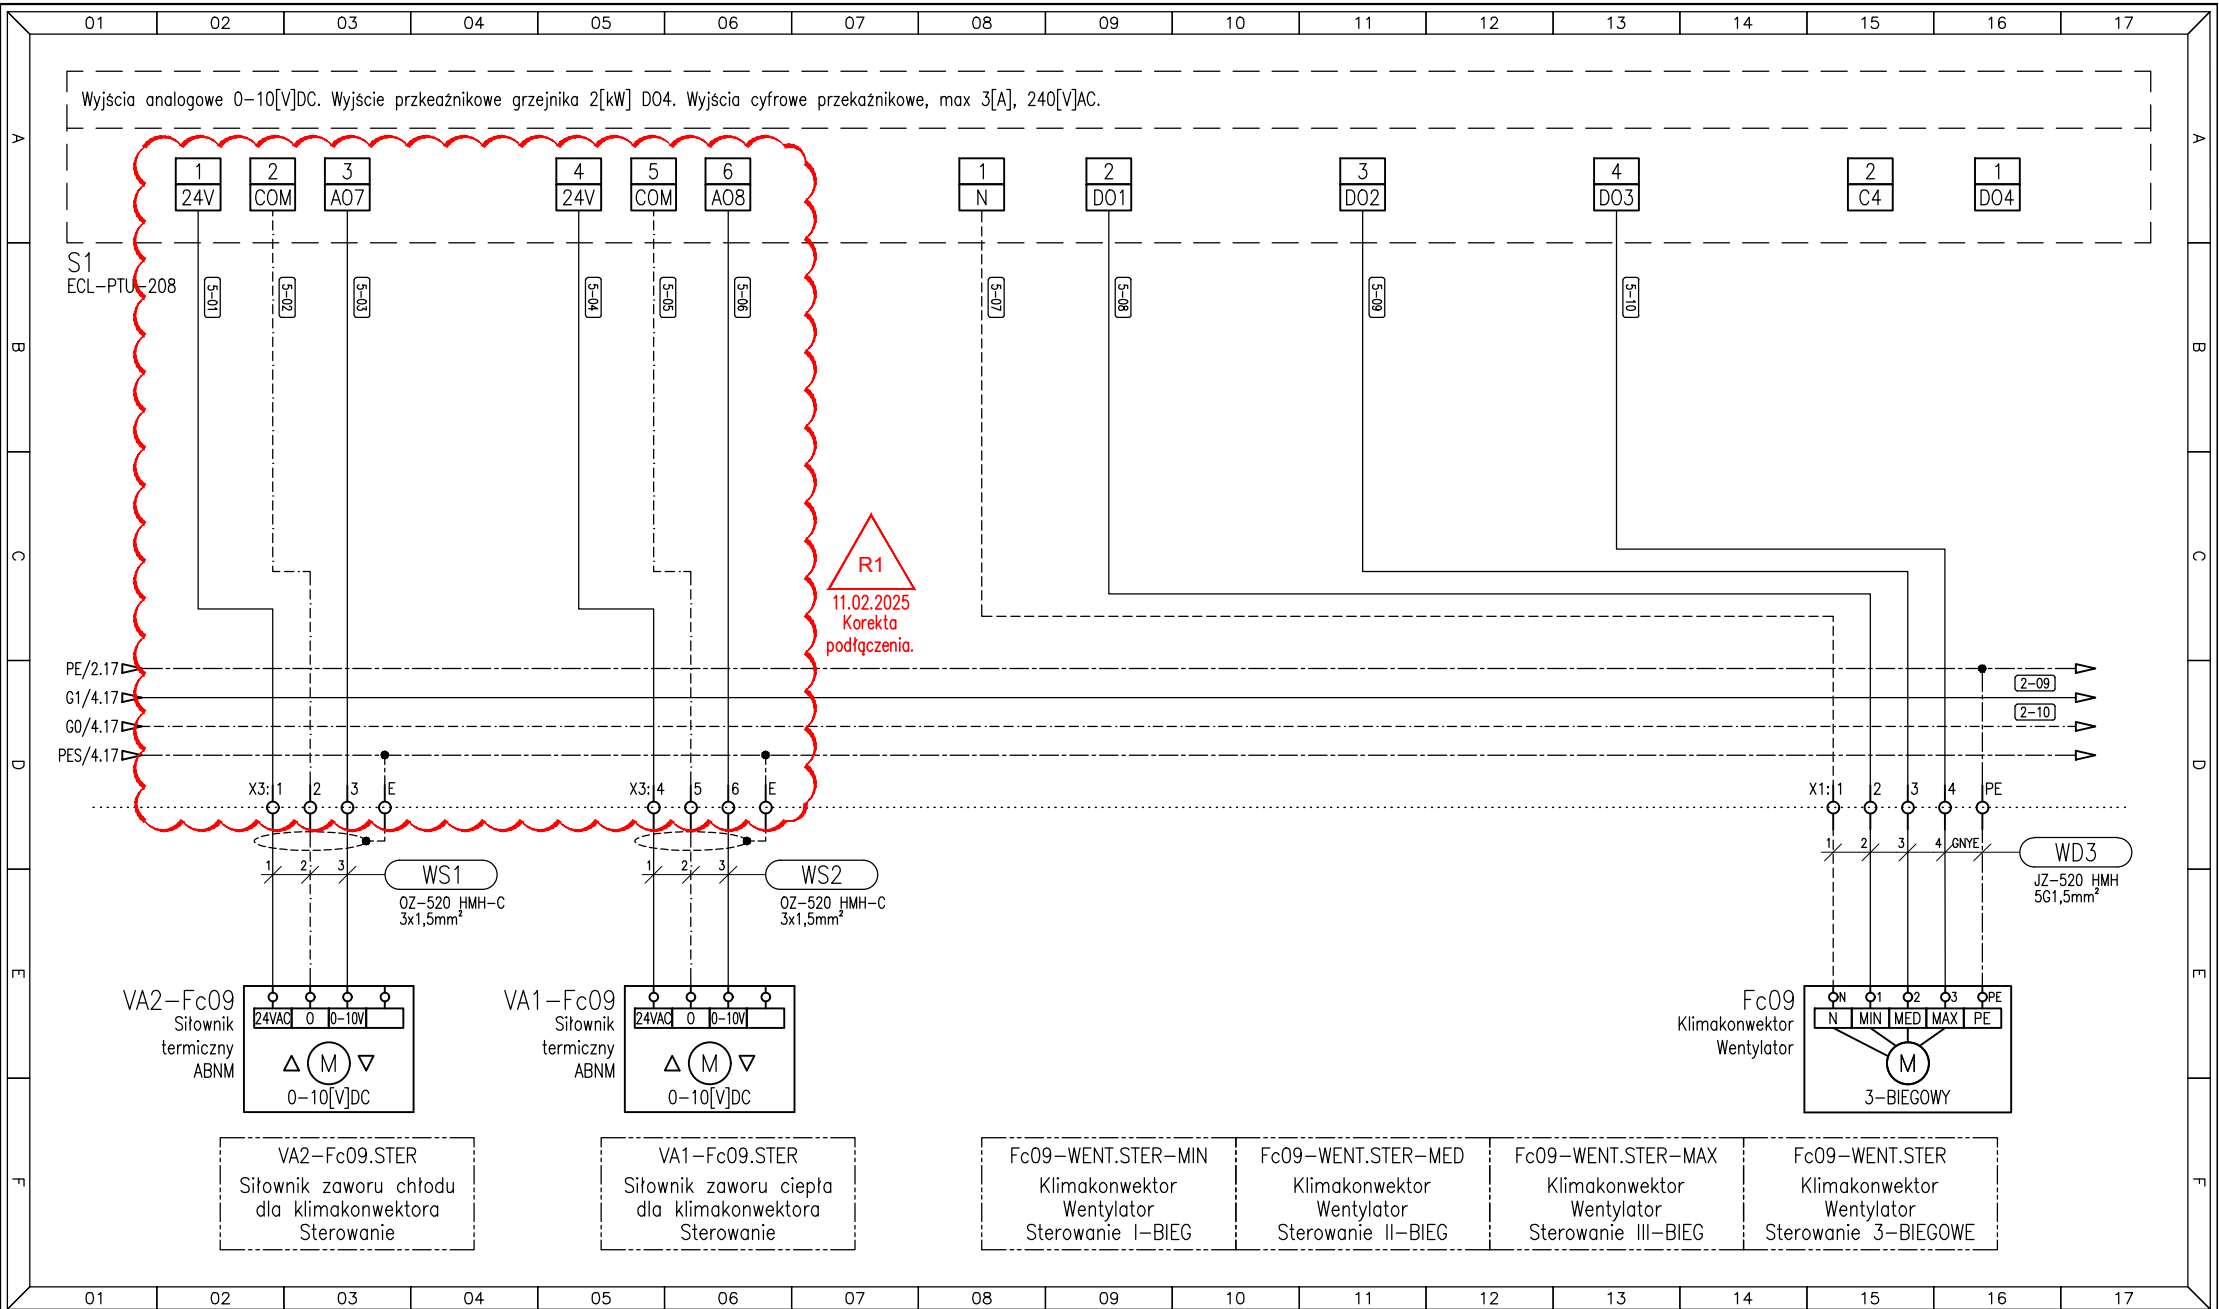 01 02 03 04 05 06 07 08 09 10 11 12 13 14 15 16 17
Wyjścia analogowe 0-10[V]DC. Wyjście przkeaźnikowe grzejnika 2[kW] DO4. Wyjścia cyfrowe przekaźnikowe, max 3[A], 240[V]AC.
A A
1 2 3 4 5 6 1 2 3 4 2 1
24V COM AO7 24V COM AO8 N DO1 DO2 DO3 C4 DO4
S1
ECL-PTU-208
5-01 5-02 5-03 5-04 5-05 5-06 5-07 5-08 5-09 5-10
B B
C C
R1
11.02.2025
Korekta
podłączenia.
PE/2.17
G1/4.17 2-09
G0/4.17 2-10
PES/4.17
D D
X3: 1 2 3 E X3: 4 5 6 E X1: 1 2 3 4 PE
1 2 3 WS1 1 2 3 WS2 1 2 3 4 GNYE WD3
OZ-520 HMH-C
3x1,5mm²
OZ-520 HMH-C
3x1,5mm²
JZ-520 HMH
5G1,5mm²
E E
VA2-Fc09
Siłownik
termiczny
ABNM
24VAC 0 0-10V
M
0-10[V]DC
VA1-Fc09
Siłownik
termiczny
ABNM
24VAC 0 0-10V
M
0-10[V]DC
Fc09
Klimakonwektor
Wentylator
N 1 2 3 PE
N MIN MED MAX PE
M
3-BIEGOWY
F F
VA2-Fc09.STER
Siłownik zaworu chłodu
dla klimakonwektora
Sterowanie
VA1-Fc09.STER
Siłownik zaworu ciepła
dla klimakonwektora
Sterowanie
Fc09-WENT.STER-MIN
Klimakonwektor
Wentylator
Sterowanie I-BIEG
Fc09-WENT.STER-MED
Klimakonwektor
Wentylator
Sterowanie II-BIEG
Fc09-WENT.STER-MAX
Klimakonwektor
Wentylator
Sterowanie III-BIEG
Fc09-WENT.STER
Klimakonwektor
Wentylator
Sterowanie 3-BIEGOWE
01 02 03 04 05 06 07 08 09 10 11 12 13 14 15 16 17